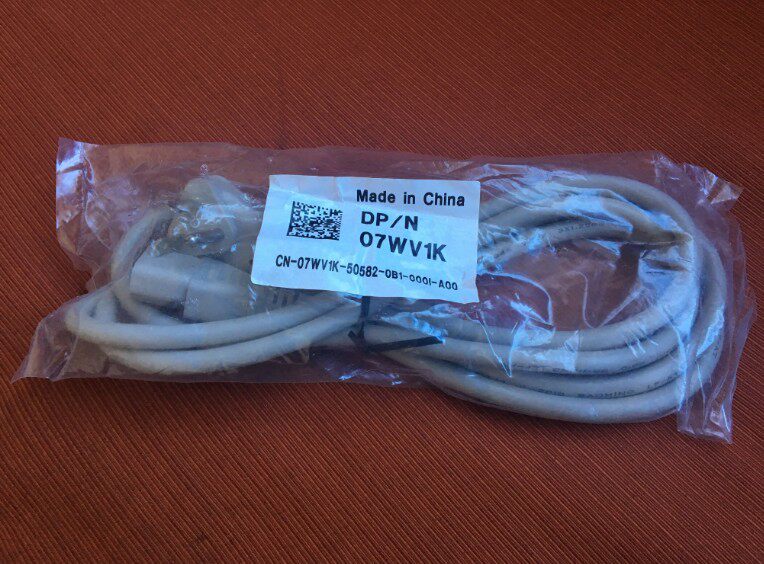 Made in China
DP/N
07WV1K
CN-07WV1K-50582-0B1-000I-A00